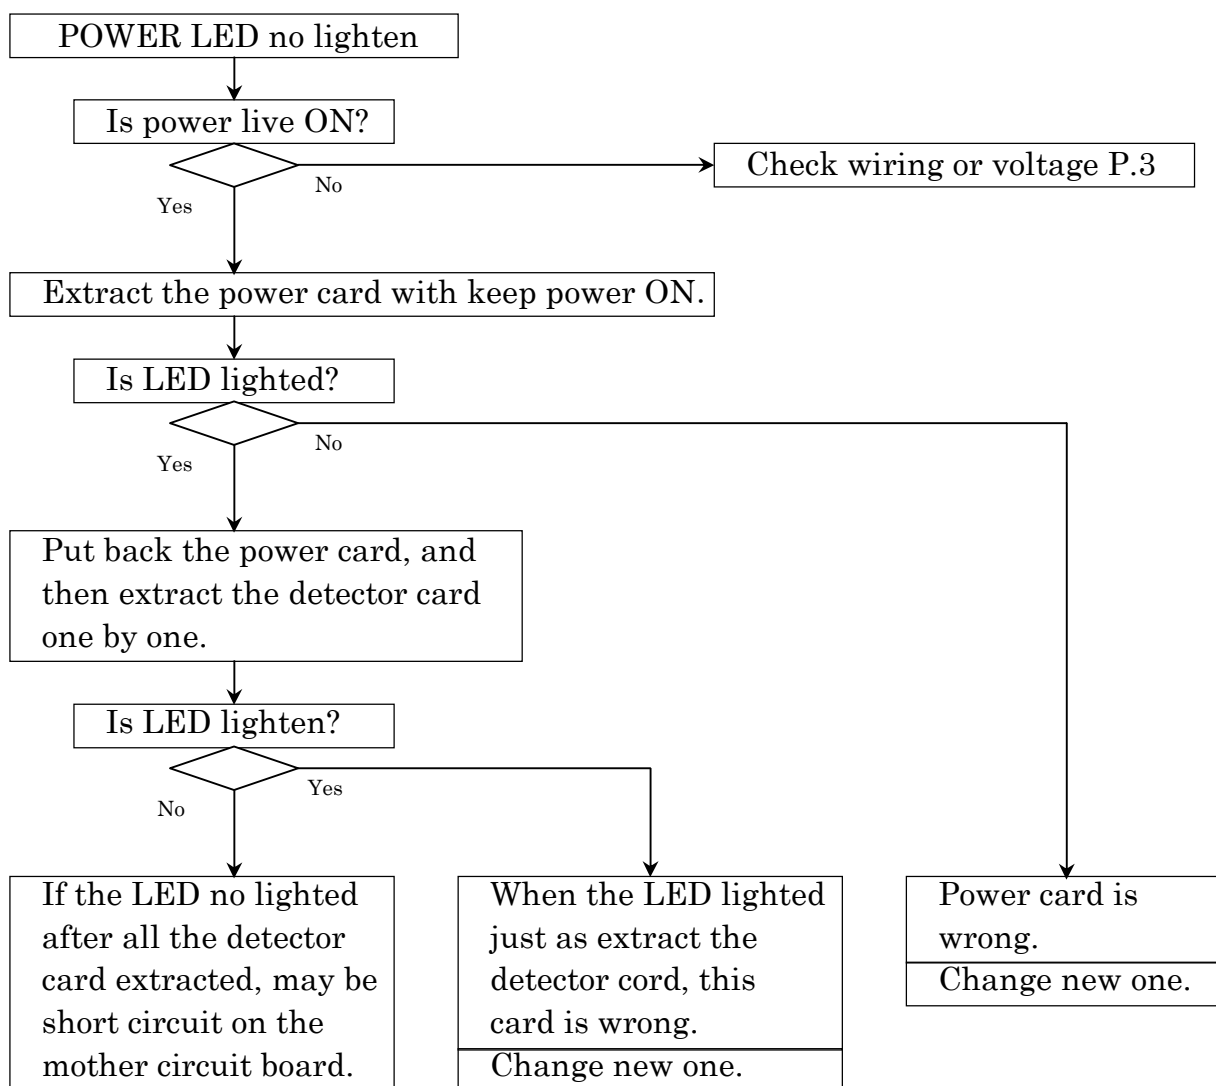 POWER LED no lighten
Is power live ON?
No
Check wiring or voltage P.3
Yes
Extract the power card with keep power ON.
Is LED lighted?
No
Yes
Put back the power card, and
then extract the detector card
one by one.
Is LED lighten?
Yes
No
If the LED no lighted
after all the detector
card extracted, may be
short circuit on the
mother circuit board.
When the LED lighted
just as extract the
detector cord, this
card is wrong.
Change new one.
Power card is
wrong.
Change new one.